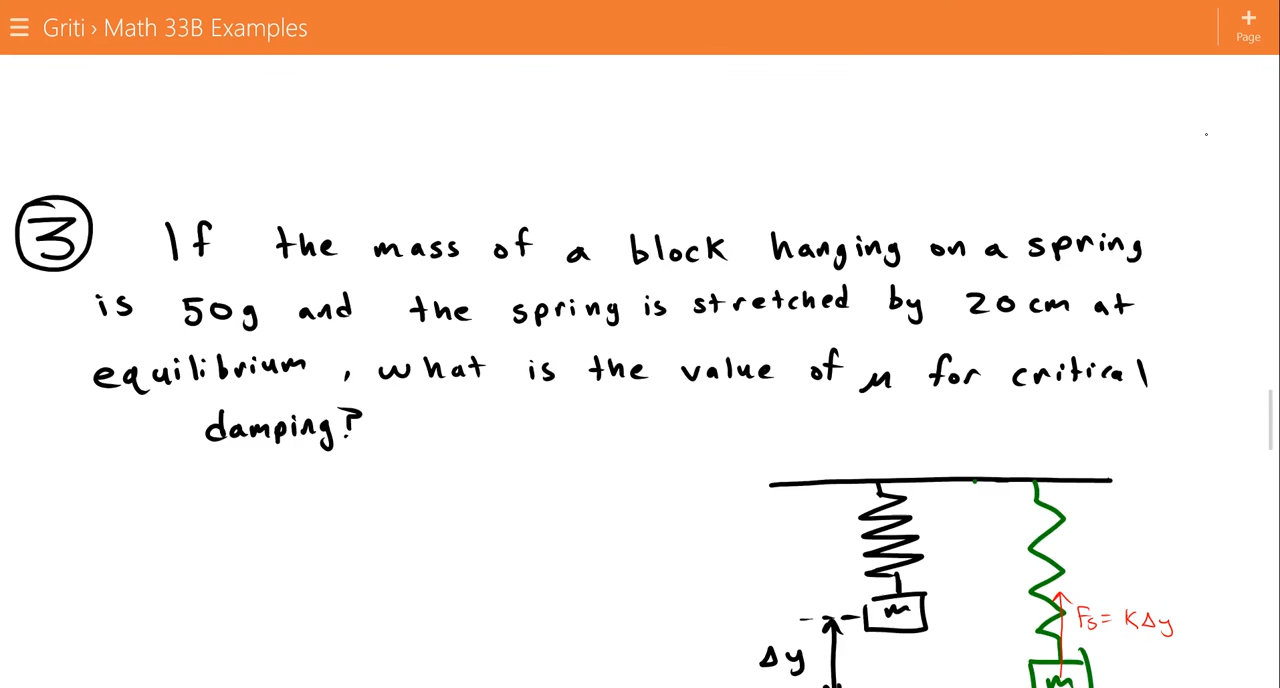 Griti › Math 33B Examples
+
Page
3 If the mass of a block hanging on a spring
is 50g and the spring is stretched by 20cm at
equilibrium, what is the value of μ for critical
damping?
m
Fs = KΔy
Δy
m